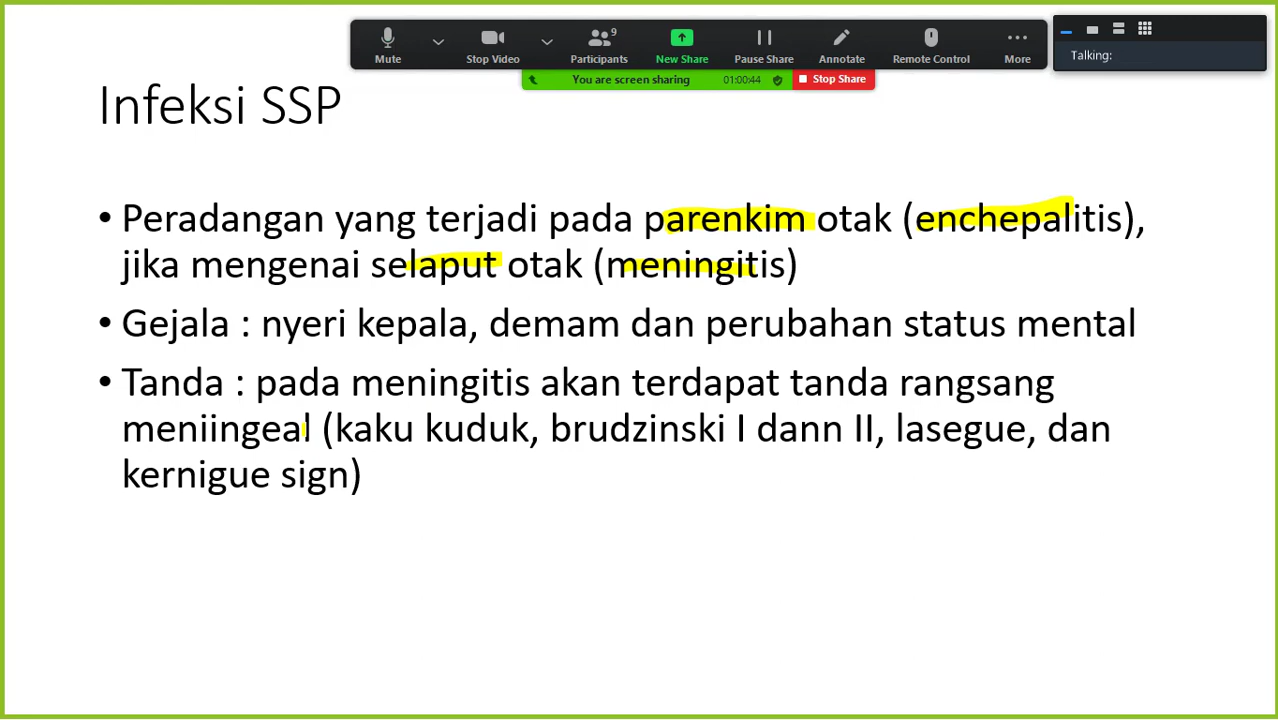 Mute
Stop Video
9
Participants
New Share
Pause Share
Annotate
Remote Control
More
Talking:
You are screen sharing
01:00:44
Stop Share
Infeksi SSP
• Peradangan yang terjadi pada parenkim otak (enchepalitis),
jika mengenai selaput otak (meningitis)
• Gejala : nyeri kepala, demam dan perubahan status mental
• Tanda : pada meningitis akan terdapat tanda rangsang
meniingeal (kaku kuduk, brudzinski I dann II, lasegue, dan
kernigue sign)